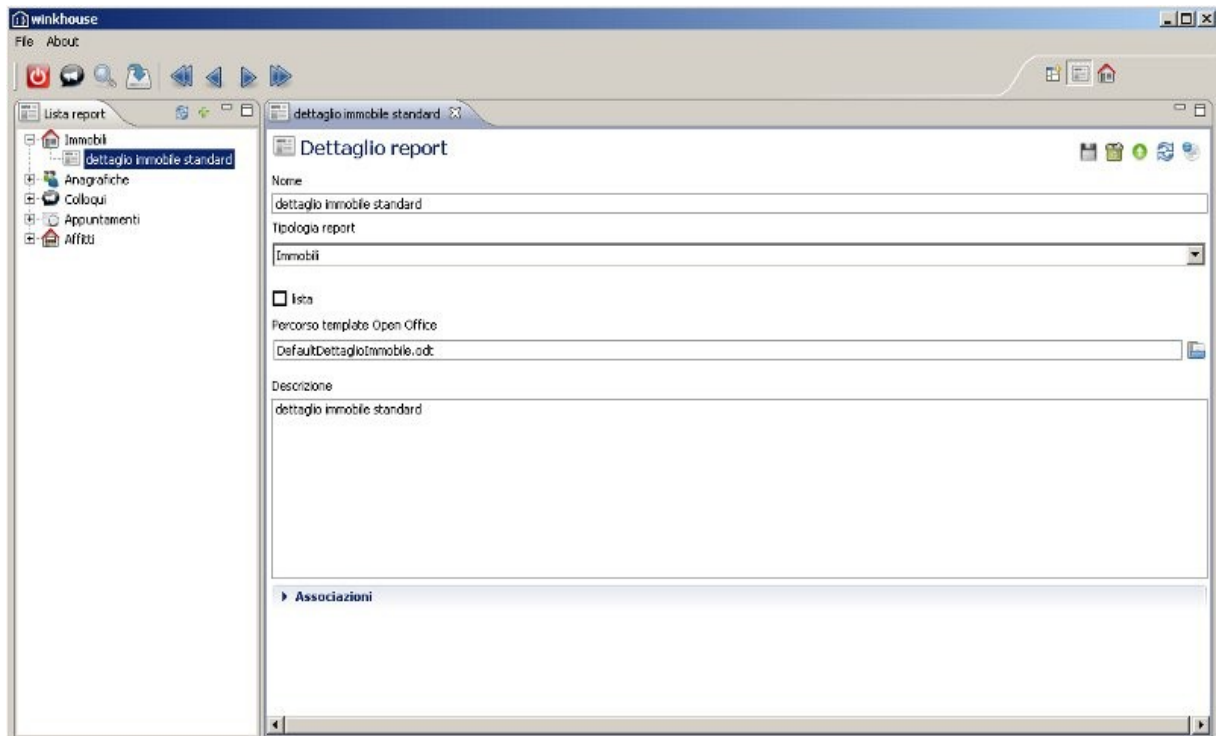 winkhouse
File About
Lista report
Immobili
dettaglio immobile standard
Anagrafiche
Colloqui
Appuntamenti
Affitti
dettaglio immobile standard
Dettaglio report
Nome
dettaglio immobile standard
Tipologia report
Immobili
lista
Percorso template Open Office
DefaultDettaglioImmobile.odt
Descrizione
dettaglio immobile standard
Associazioni